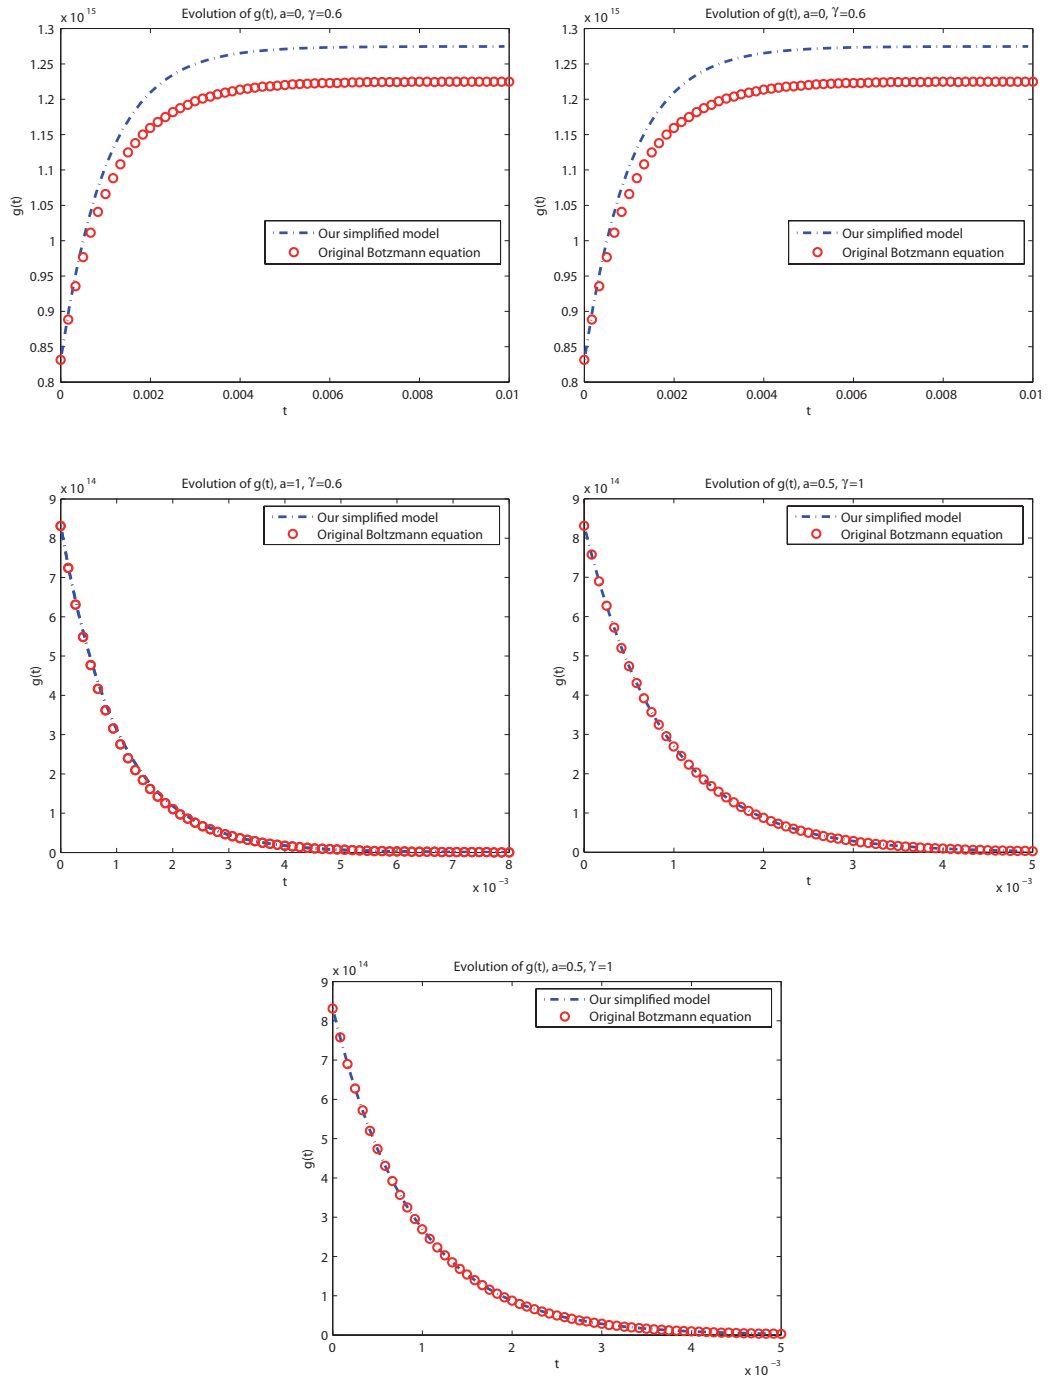 x 10 15
Evolution of g(t), a=0, γ=0.6
1.3
1.25
1.2
1.15
1.1
1.05
1
0.95
0.9
0.85
0.8
g(t)
Our simplified model
Original Botzmann equation
0 0.002 0.004 0.006 0.008 0.01
t
x 10 15
Evolution of g(t), a=0, γ=0.6
1.3
1.25
1.2
1.15
1.1
1.05
1
0.95
0.9
0.85
0.8
g(t)
Our simplified model
Original Botzmann equation
0 0.002 0.004 0.006 0.008 0.01
t
x 10 14
Evolution of g(t), a=1, γ=0.6
9
8
7
6
5
4
3
2
1
0
g(t)
Our simplified model
Original Boltzmann equation
0 1 2 3 4 5 6 7 8
t
x 10 −3
x 10 14
Evolution of g(t), a=0.5, γ=1
9
8
7
6
5
4
3
2
1
0
g(t)
Our simplified model
Original Botzmann equation
0 1 2 3 4 5
t
x 10 −3
x 10 14
Evolution of g(t), a=0.5, γ=1
9
8
7
6
5
4
3
2
1
0
g(t)
Our simplified model
Original Botzmann equation
0 1 2 3 4 5
t
x 10 −3